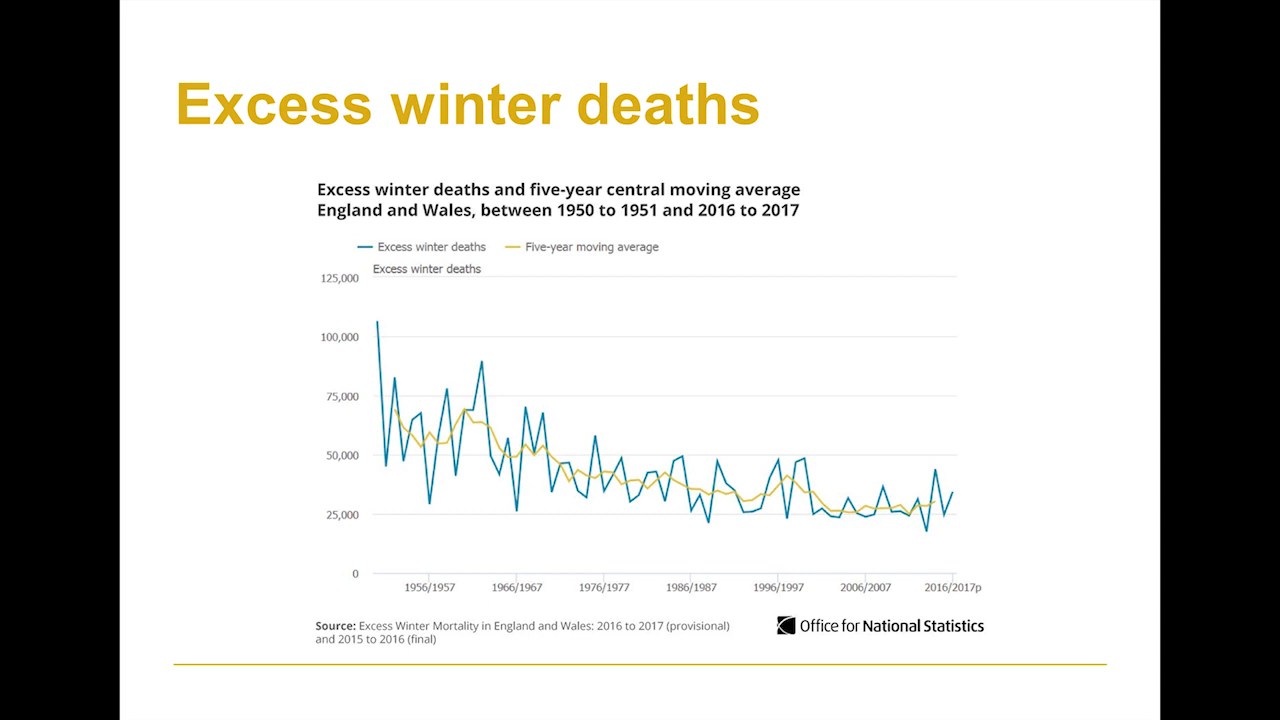 Excess winter deaths
Excess winter deaths and five-year central moving average
England and Wales, between 1950 to 1951 and 2016 to 2017
Excess winter deaths
Five-year moving average
Excess winter deaths
125,000
100,000
75,000
50,000
25,000
0
1956/1957
1966/1967
1976/1977
1986/1987
1996/1997
2006/2007
2016/2017p
Source: Excess Winter Mortality in England and Wales: 2016 to 2017 (provisional)
and 2015 to 2016 (final)
Office for National Statistics